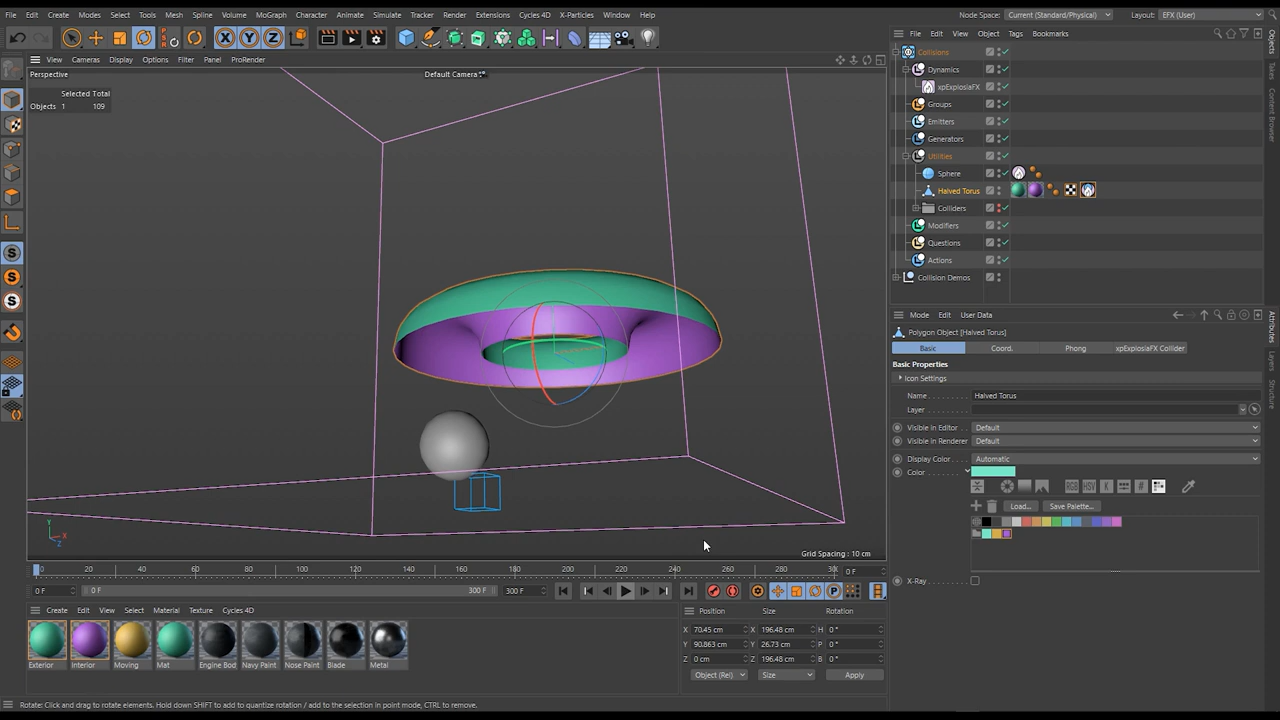 File Edit Create Modes Select Tools Mesh Spline Volume MoGraph Character Animate Simulate Tracker Render Extensions Cycles 4D X-Particles Window Help
Node Space: Current (Standard/Physical) Layout: EFX (User)
File Edit View Object Tags Bookmarks
View Cameras Display Options Filter Panel ProRender
Perspective
Default Camera
Selected Total
Objects 1 109
Grid Spacing : 10 cm
Collisions
Dynamics
xpExplosiaFX
Groups
Emitters
Generators
Utilities
Sphere
Halved Torus
Colliders
Modifiers
Questions
Actions
Collision Demos
Objects
Takes
Content Browser
Attributes
Layers
Structure
Mode Edit User Data
Polygon Object [Halved Torus]
Basic Coord. Phong xpExplosiaFX Collider
Basic Properties
Icon Settings
Name Halved Torus
Layer
Visible in Editor Default
Visible in Renderer Default
Display Color Automatic
Color
RGB HSV K #
Load... Save Palette...
X-Ray
0 20 40 60 80 100 120 140 160 180 200 220 240 260 280 0 F
0 F 0 F 300 F 300 F
Create Edit View Select Material Texture Cycles 4D
Exterior Interior Moving Mat Engine Body Navy Paint Nose Paint Blade Metal
Position Size Rotation
X 70.45 cm X 196.48 cm H 0 °
Y 90.863 cm Y 26.73 cm P 0 °
Z 0 cm Z 196.48 cm B 0 °
Object (Rel) Size Apply
Rotate: Click and drag to rotate elements. Hold down SHIFT to add to quantize rotation / add to the selection in point mode, CTRL to remove.